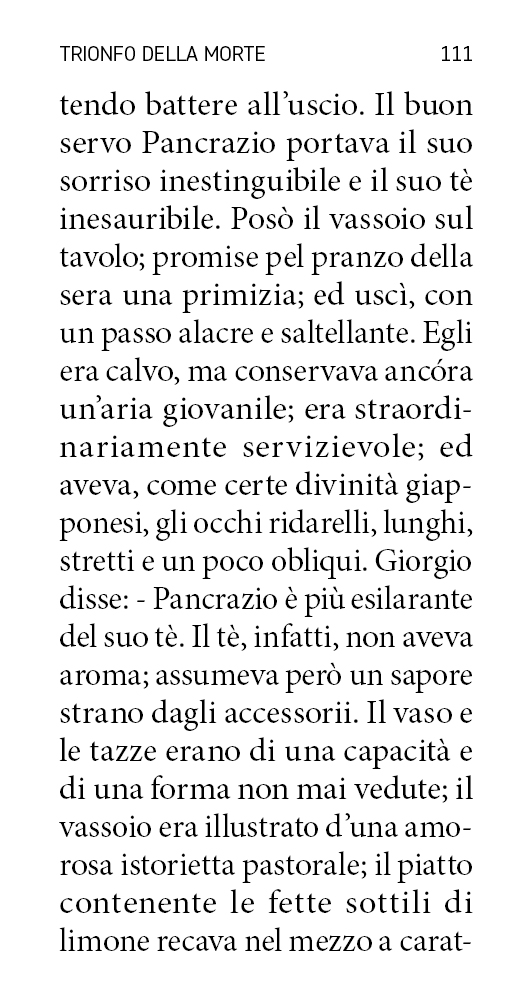 TRIONFO DELLA MORTE 111
tendo battere all’uscio. Il buon
servo Pancrazio portava il suo
sorriso inestinguibile e il suo tè
inesauribile. Posò il vassoio sul
tavolo; promise pel pranzo della
sera una primizia; ed uscì, con
un passo alacre e saltellante. Egli
era calvo, ma conservava ancóra
un’aria giovanile; era straordi-
nariamente servizievole; ed
aveva, come certe divinità giap-
ponesi, gli occhi ridarelli, lunghi,
stretti e un poco obliqui. Giorgio
disse: - Pancrazio è più esilarante
del suo tè. Il tè, infatti, non aveva
aroma; assumeva però un sapore
strano dagli accessorii. Il vaso e
le tazze erano di una capacità e
di una forma non mai vedute; il
vassoio era illustrato d’una amo-
rosa istorietta pastorale; il piatto
contenente le fette sottili di
limone recava nel mezzo a carat-